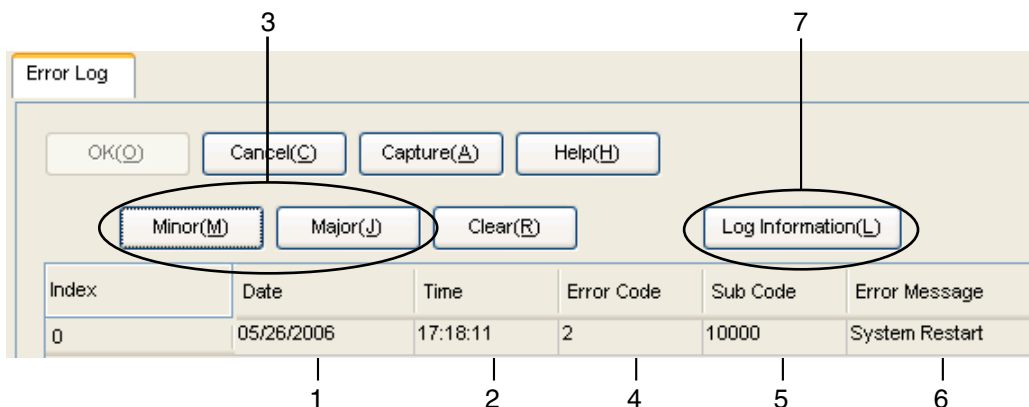 3 7
Error Log
OK(O) Cancel(C) Capture(A) Help(H)
Minor(M) Major(J) Clear(R) Log Information(L)
Index Date Time Error Code Sub Code Error Message
0 05/26/2006 17:18:11 2 10000 System Restart
1 2 4 5 6